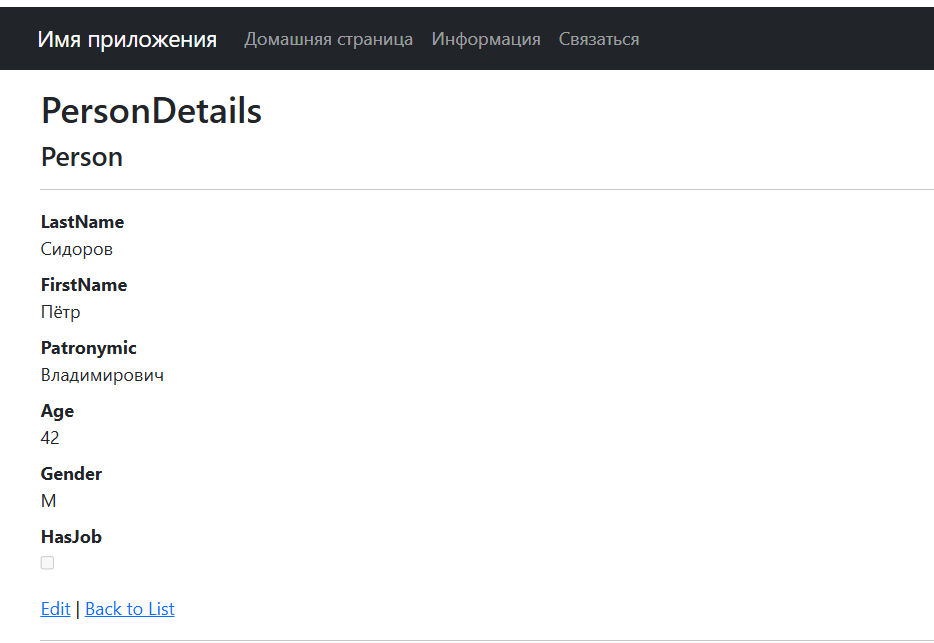 Имя приложения Домашняя страница Информация Связаться
PersonDetails
Person
LastName
Сидоров
FirstName
Пётр
Patronymic
Владимирович
Age
42
Gender
М
HasJob
Edit | Back to List